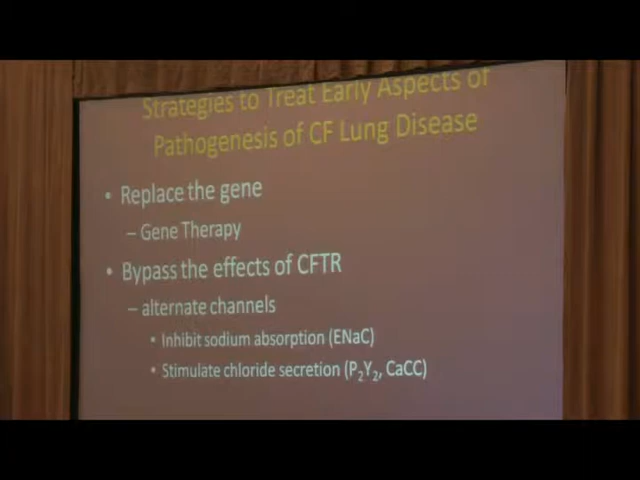 Strategies to Treat Early Aspects of
Pathogenesis of CF Lung Disease
• Replace the gene
– Gene Therapy
• Bypass the effects of CFTR
– alternate channels
• Inhibit sodium absorption (ENaC)
• Stimulate chloride secretion (P₂Y₂, CaCC)